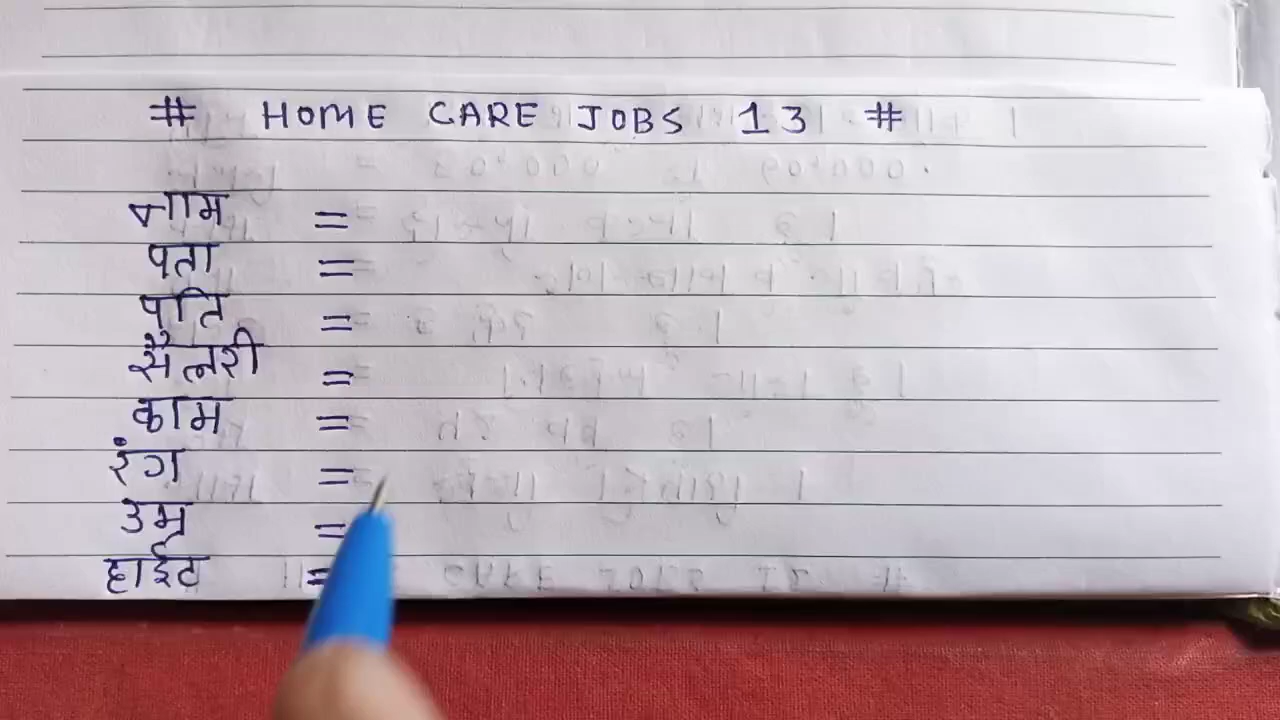 # HOME CARE JOBS 13 #
नाम =
पता =
पति =
सैलरी =
काम =
रंग =
उम्र =
हाईट =